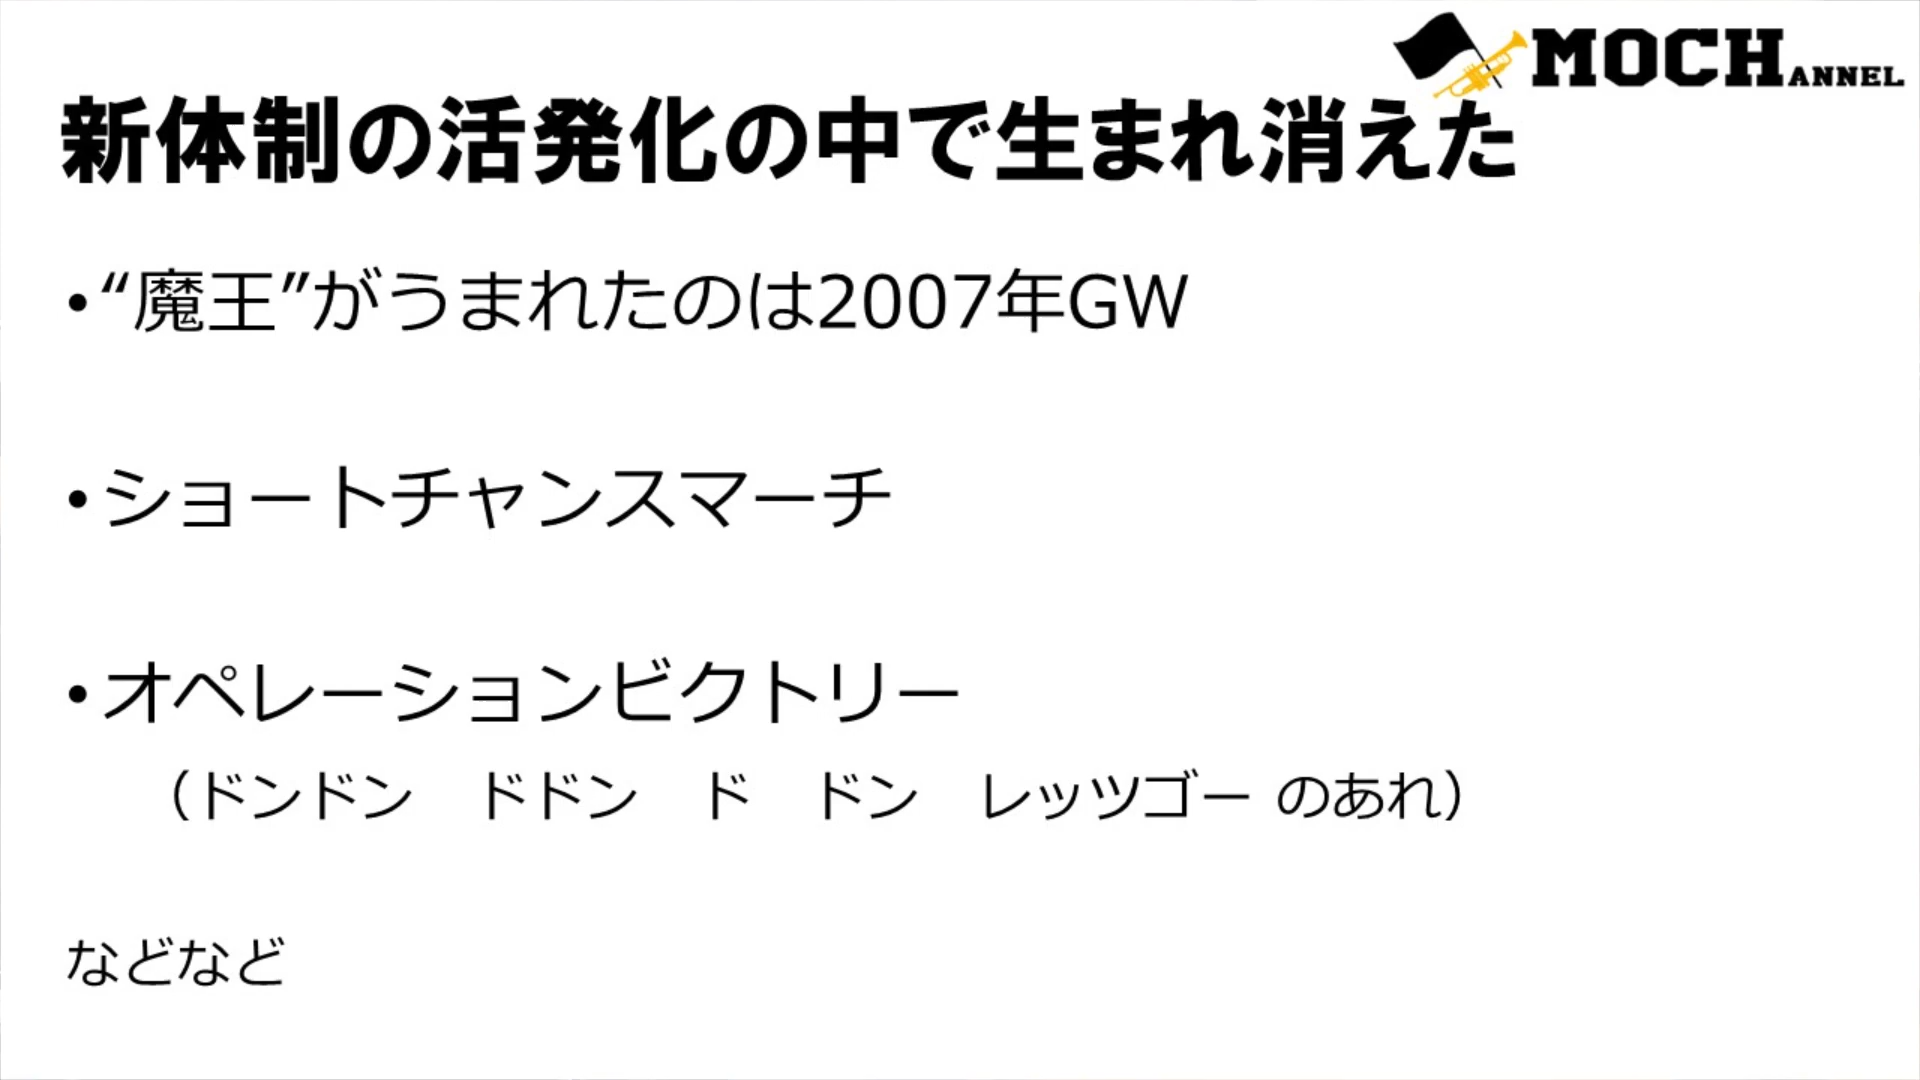 MOCHANNEL
新体制の活発化の中で生まれ消えた
•“魔王”がうまれたのは2007年GW
•ショートチャンスマーチ
•オペレーションビクトリー
（ドンドン　ドドン　ド　ドン　レッツゴー のあれ）
などなど